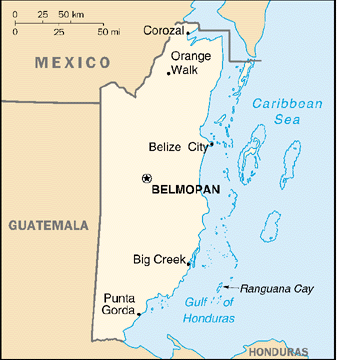 0 25 50 km
0 25 50 mi
Corozal
MEXICO
Orange
Walk
Caribbean
Sea
Belize City
BELMOPAN
GUATEMALA
Big Creek
Ranguana Cay
Punta
Gorda
Gulf of
Honduras
HONDURAS